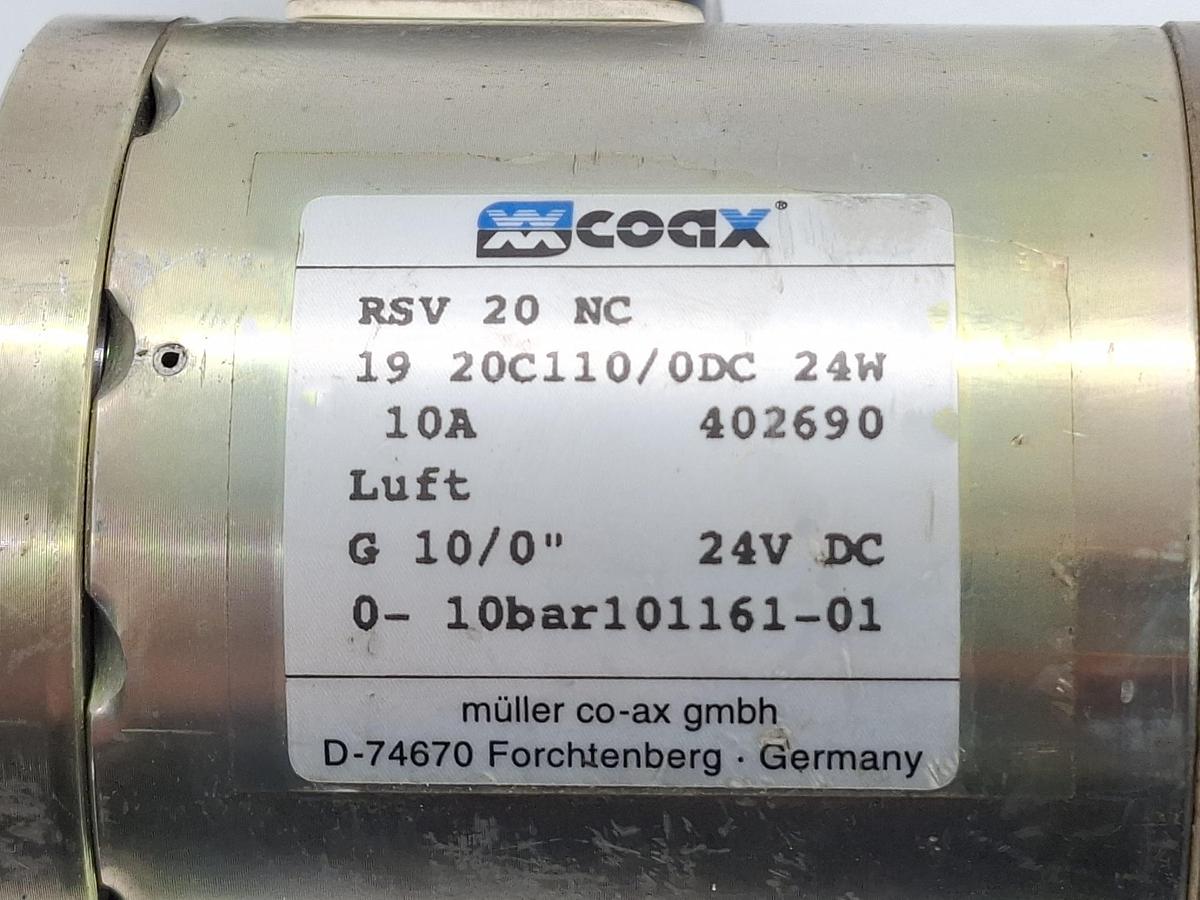 coax®
RSV 20 NC
19 20C110/0DC 24W
10A 402690
Luft
G 10/0" 24V DC
0- 10bar101161-01
müller co-ax gmbh
D-74670 Forchtenberg · Germany